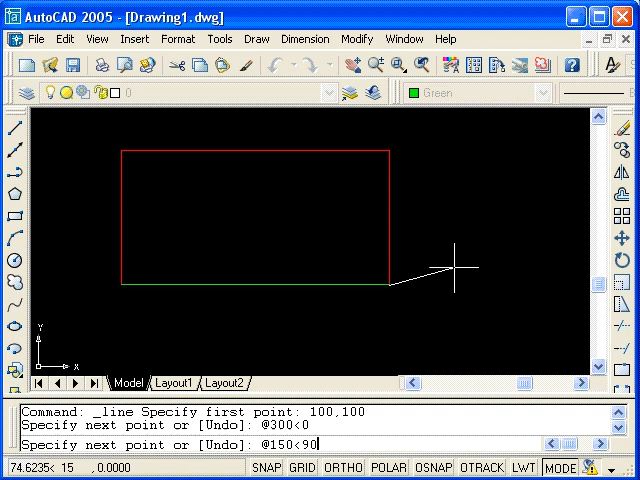 AutoCAD 2005 - [Drawing1.dwg]
File Edit View Insert Format Tools Draw Dimension Modify Window Help
0 Green
Y
X
Model Layout1 Layout2
Command: _line Specify first point: 100,100
Specify next point or [Undo]: @300<0
Specify next point or [Undo]: @150<90
74.6235< 15 ,0.0000 SNAP GRID ORTHO POLAR OSNAP OTRACK LWT MODE